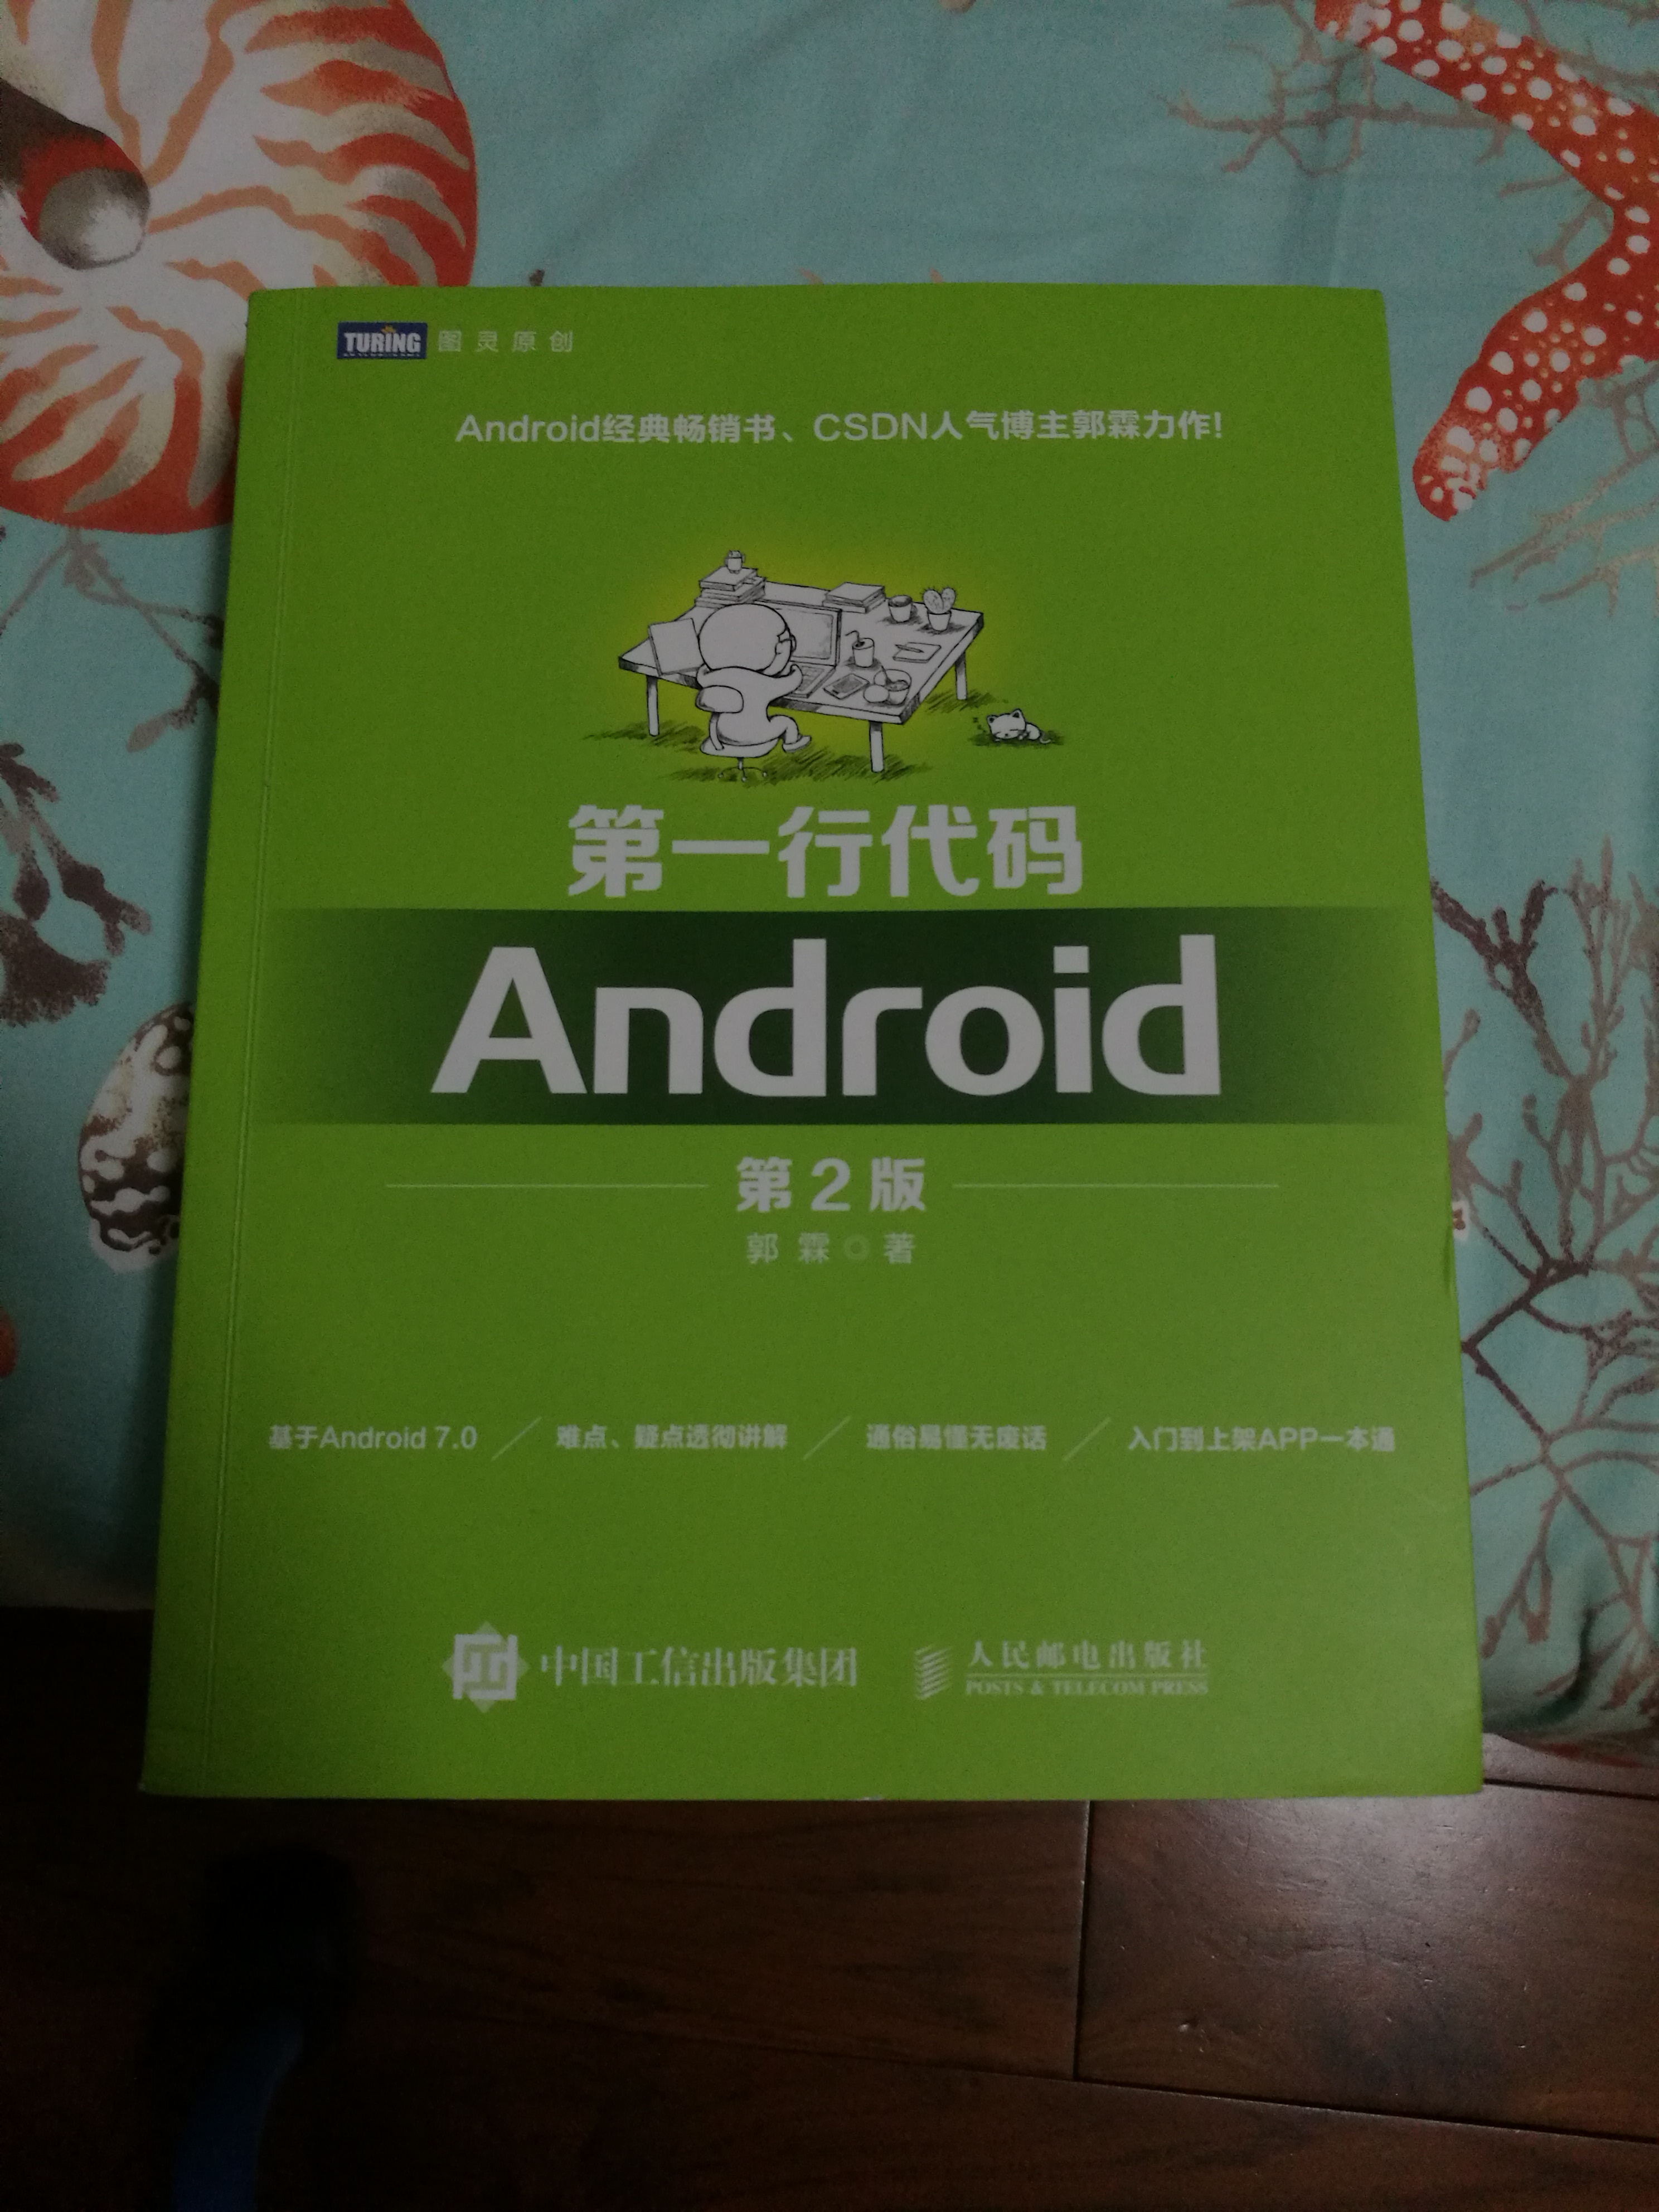 TURING 图灵原创
Android经典畅销书、CSDN人气博主郭霖力作!
第一行代码
Android
第2版
郭霖 著
基于Android 7.0 / 难点、疑点透彻讲解 / 通俗易懂无废话 / 入门到上架APP一本通
中国工信出版集团
人民邮电出版社
POSTS & TELECOM PRESS